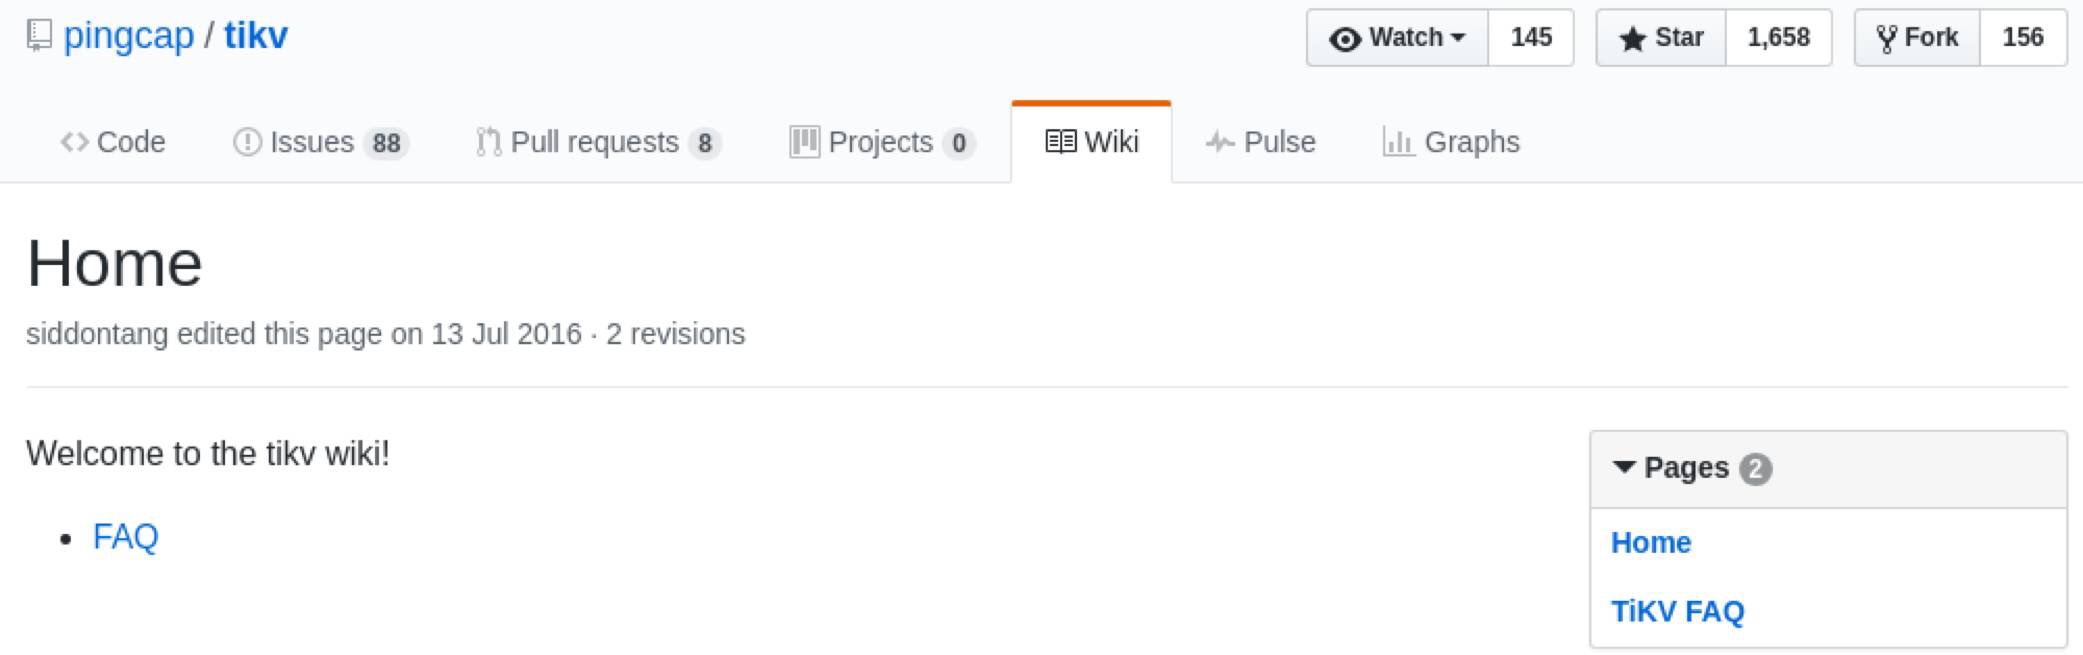 pingcap / tikv
Watch 145 Star 1,658 Fork 156
Code Issues 88 Pull requests 8 Projects 0 Wiki Pulse Graphs
Home
siddontang edited this page on 13 Jul 2016 · 2 revisions
Welcome to the tikv wiki!
• FAQ
Pages 2
Home
TiKV FAQ